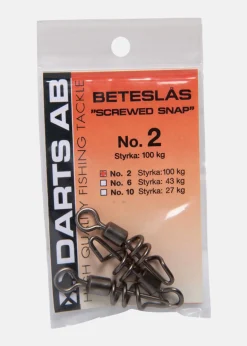 DARTS AB
HIGH QUALITY FISHING TACKLE
BETESLÅS
"SCREWED SNAP"
No. 2
Styrka: 100 kg
No. 2 Styrka:100 kg
No. 6 Styrka: 43 kg
No. 10 Styrka: 27 kg